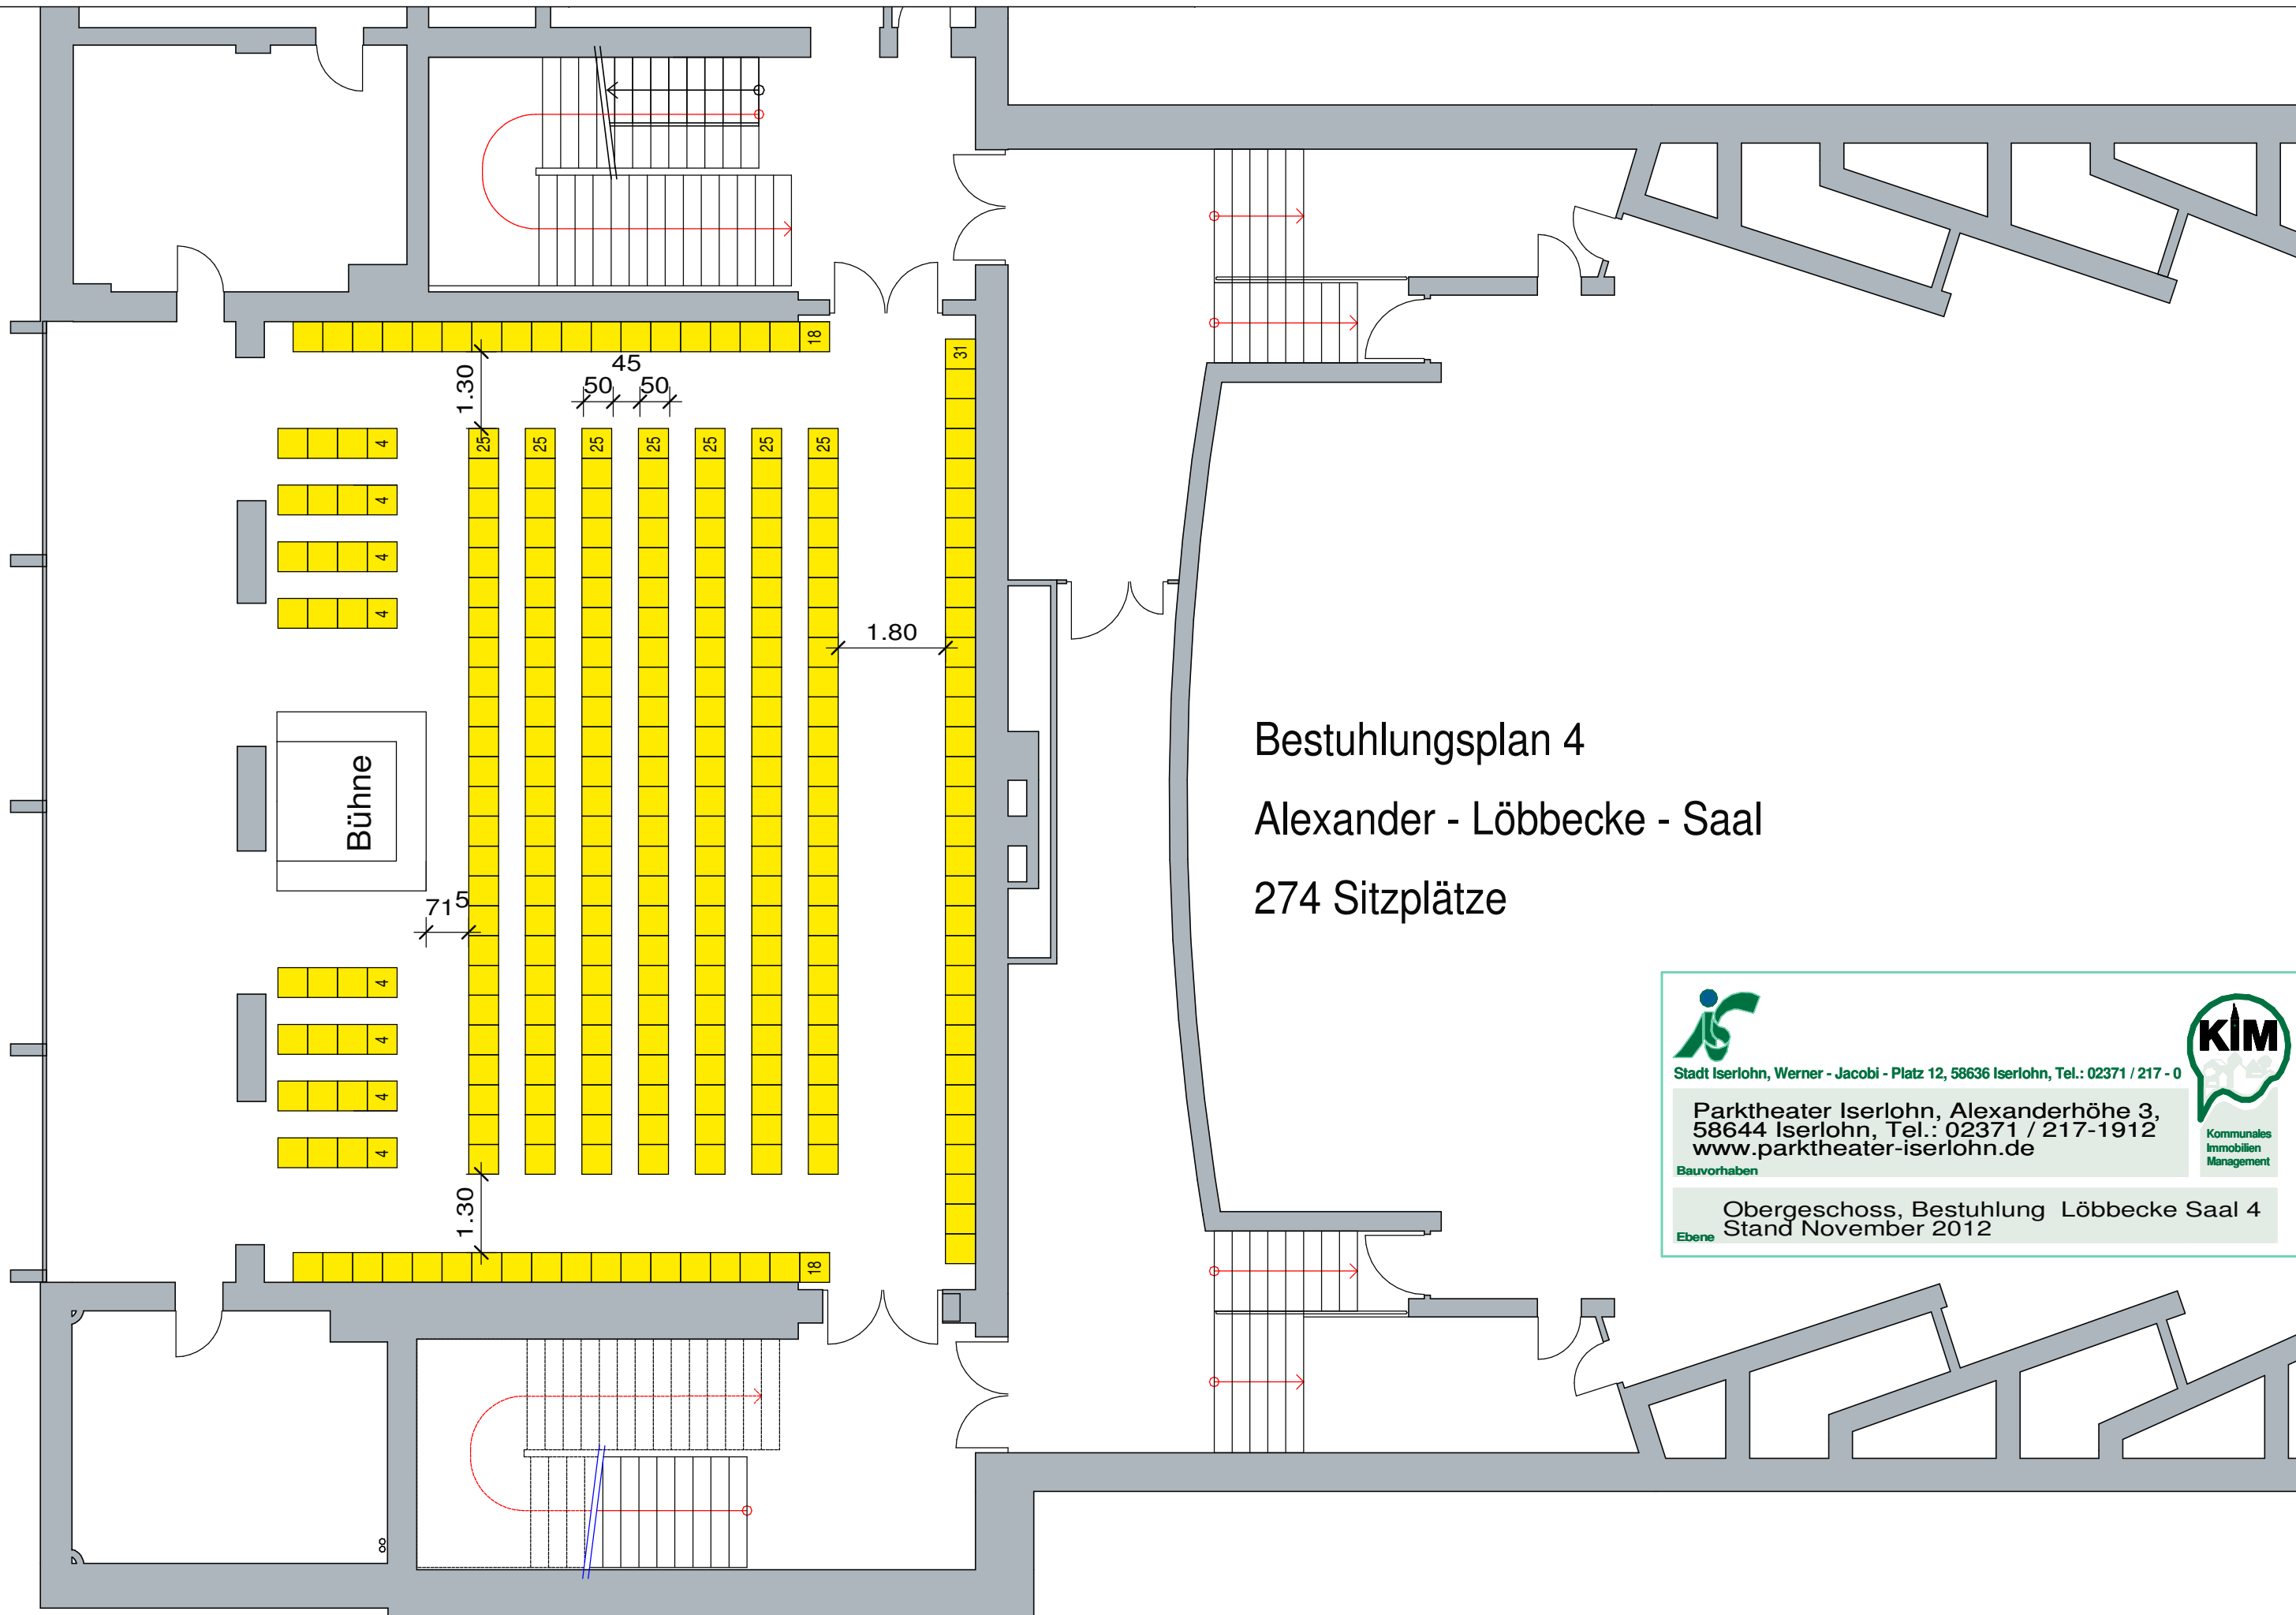 18
31
1.30
45
50 50
4
25 25 25 25 25 25 25
4
4
4
1.80
Bühne
71⁵
4
4
4
4
1.30
18
Bestuhlungsplan 4
Alexander - Löbbecke - Saal
274 Sitzplätze
KIM
Stadt Iserlohn, Werner - Jacobi - Platz 12, 58636 Iserlohn, Tel.: 02371 / 217 - 0
Parktheater Iserlohn, Alexanderhöhe 3,
58644 Iserlohn, Tel.: 02371 / 217-1912
www.parktheater-iserlohn.de
Bauvorhaben
Kommunales
Immobilien
Management
Obergeschoss, Bestuhlung Löbbecke Saal 4
Ebene Stand November 2012